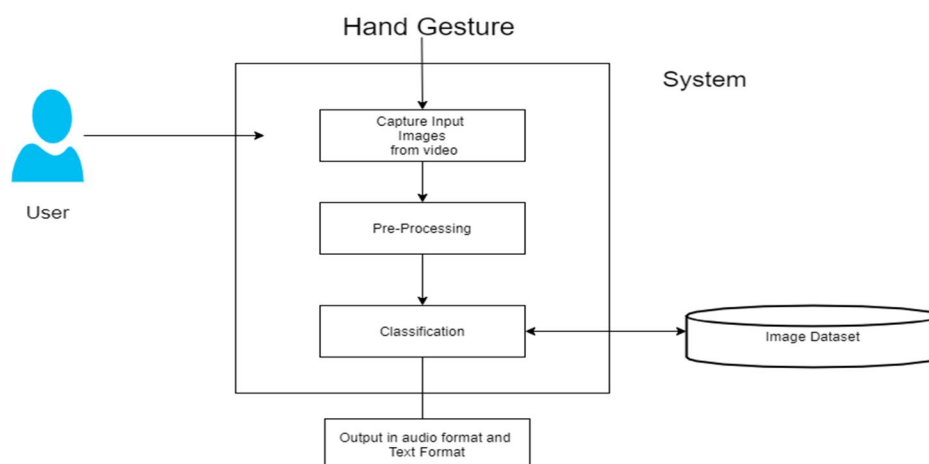 Hand Gesture
System
Capture Input
Images
from video
User
Pre-Processing
Classification
Image Dataset
Output in audio format and
Text Format